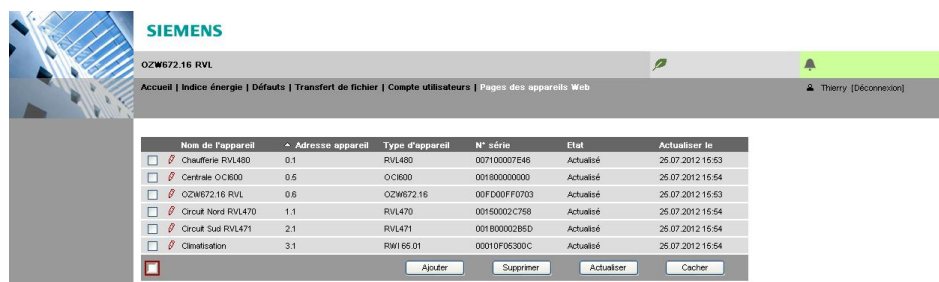 SIEMENS
OZW672.16 RVL
Accueil | Indice énergie | Défauts | Transfert de fichier | Compte utilisateurs | Pages des appareils Web
Thierry [Déconnexion]
Nom de l'appareil Adresse appareil Type d'appareil N° série Etat Actualiser le
Chaufferie RVL480 0.1 RVL480 007100007E46 Actualisé 25.07.2012 15:53
Centrale OCI600 0.5 OCI600 001800000000 Actualisé 25.07.2012 15:54
OZW672.16 RVL 0.6 OZW672.16 00FD00FF0703 Actualisé 25.07.2012 15:53
Circuit Nord RVL470 1.1 RVL470 00150002C758 Actualisé 25.07.2012 15:54
Circuit Sud RVL471 2.1 RVL471 001800002B5D Actualisé 25.07.2012 15:54
Climatisation 3.1 RWI 65.01 00010F05300C Actualisé 25.07.2012 15:54
Ajouter Supprimer Actualiser Cacher